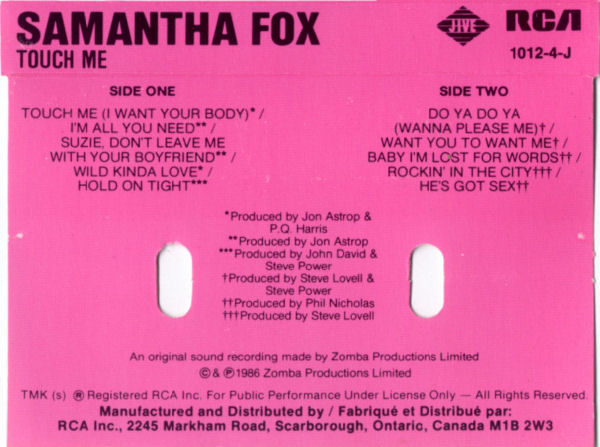 SAMANTHA FOX
TOUCH ME
JIVE
RCA
1012-4-J
SIDE ONE
TOUCH ME (I WANT YOUR BODY)* /
I'M ALL YOU NEED** /
SUZIE, DON'T LEAVE ME
WITH YOUR BOYFRIEND** /
WILD KINDA LOVE* /
HOLD ON TIGHT***
SIDE TWO
DO YA DO YA
(WANNA PLEASE ME)† /
WANT YOU TO WANT ME† /
BABY I'M LOST FOR WORDS†† /
ROCKIN' IN THE CITY††† /
HE'S GOT SEX††
*Produced by Jon Astrop &
P.Q. Harris
**Produced by Jon Astrop
***Produced by John David &
Steve Power
†Produced by Steve Lovell &
Steve Power
††Produced by Phil Nicholas
†††Produced by Steve Lovell
An original sound recording made by Zomba Productions Limited
© & ℗ 1986 Zomba Productions Limited
TMK (s) ® Registered RCA Inc. For Public Performance Under License Only — All Rights Reserved.
Manufactured and Distributed by / Fabriqué et Distribué par:
RCA Inc., 2245 Markham Road, Scarborough, Ontario, Canada M1B 2W3